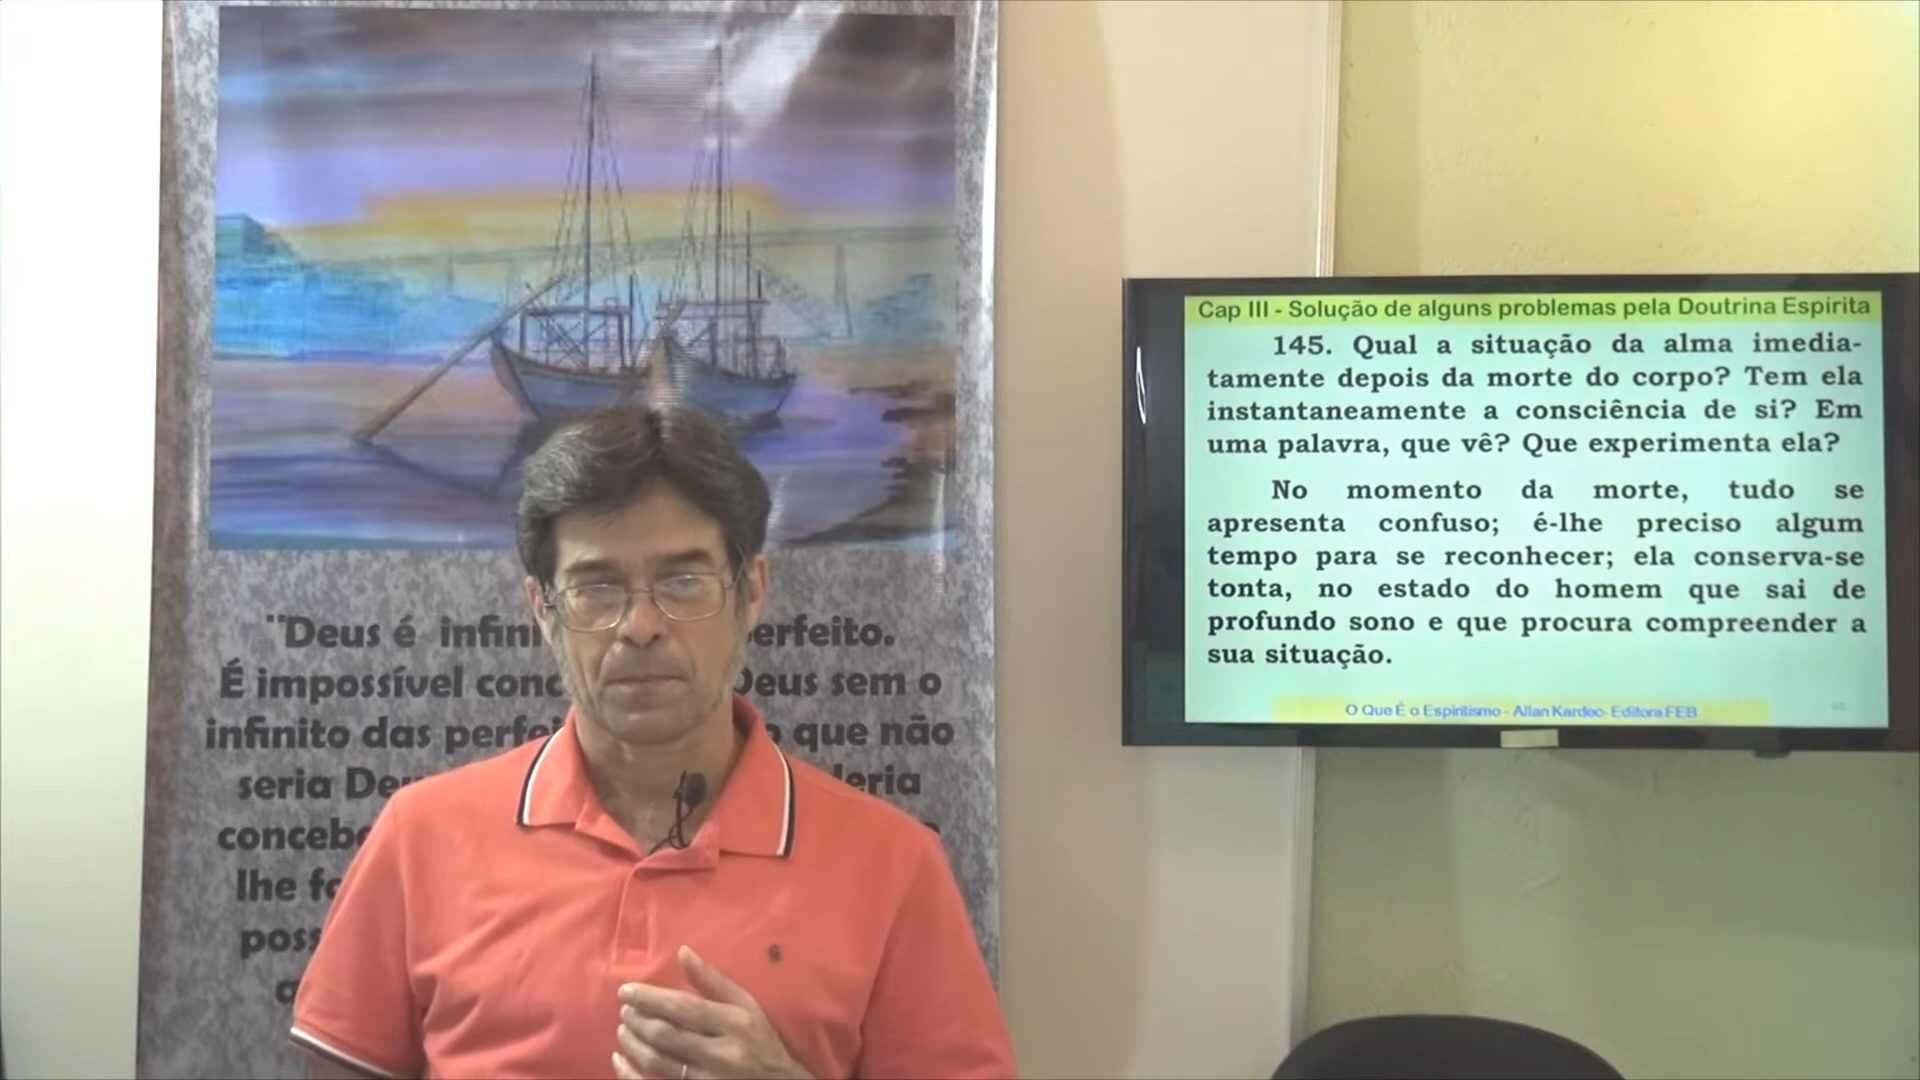 ¨Deus é infini erfeito.
É impossível conc Deus sem o
infinito das perfei o que não
seria De eria
conceb
lhe f
poss
Cap III - Solução de alguns problemas pela Doutrina Espírita
145. Qual a situação da alma imedia-
tamente depois da morte do corpo? Tem ela
instantaneamente a consciência de si? Em
uma palavra, que vê? Que experimenta ela?
No momento da morte, tudo se
apresenta confuso; é-lhe preciso algum
tempo para se reconhecer; ela conserva-se
tonta, no estado do homem que sai de
profundo sono e que procura compreender a
sua situação.
O Que É o Espiritismo - Allan Kardec- Editora FEB